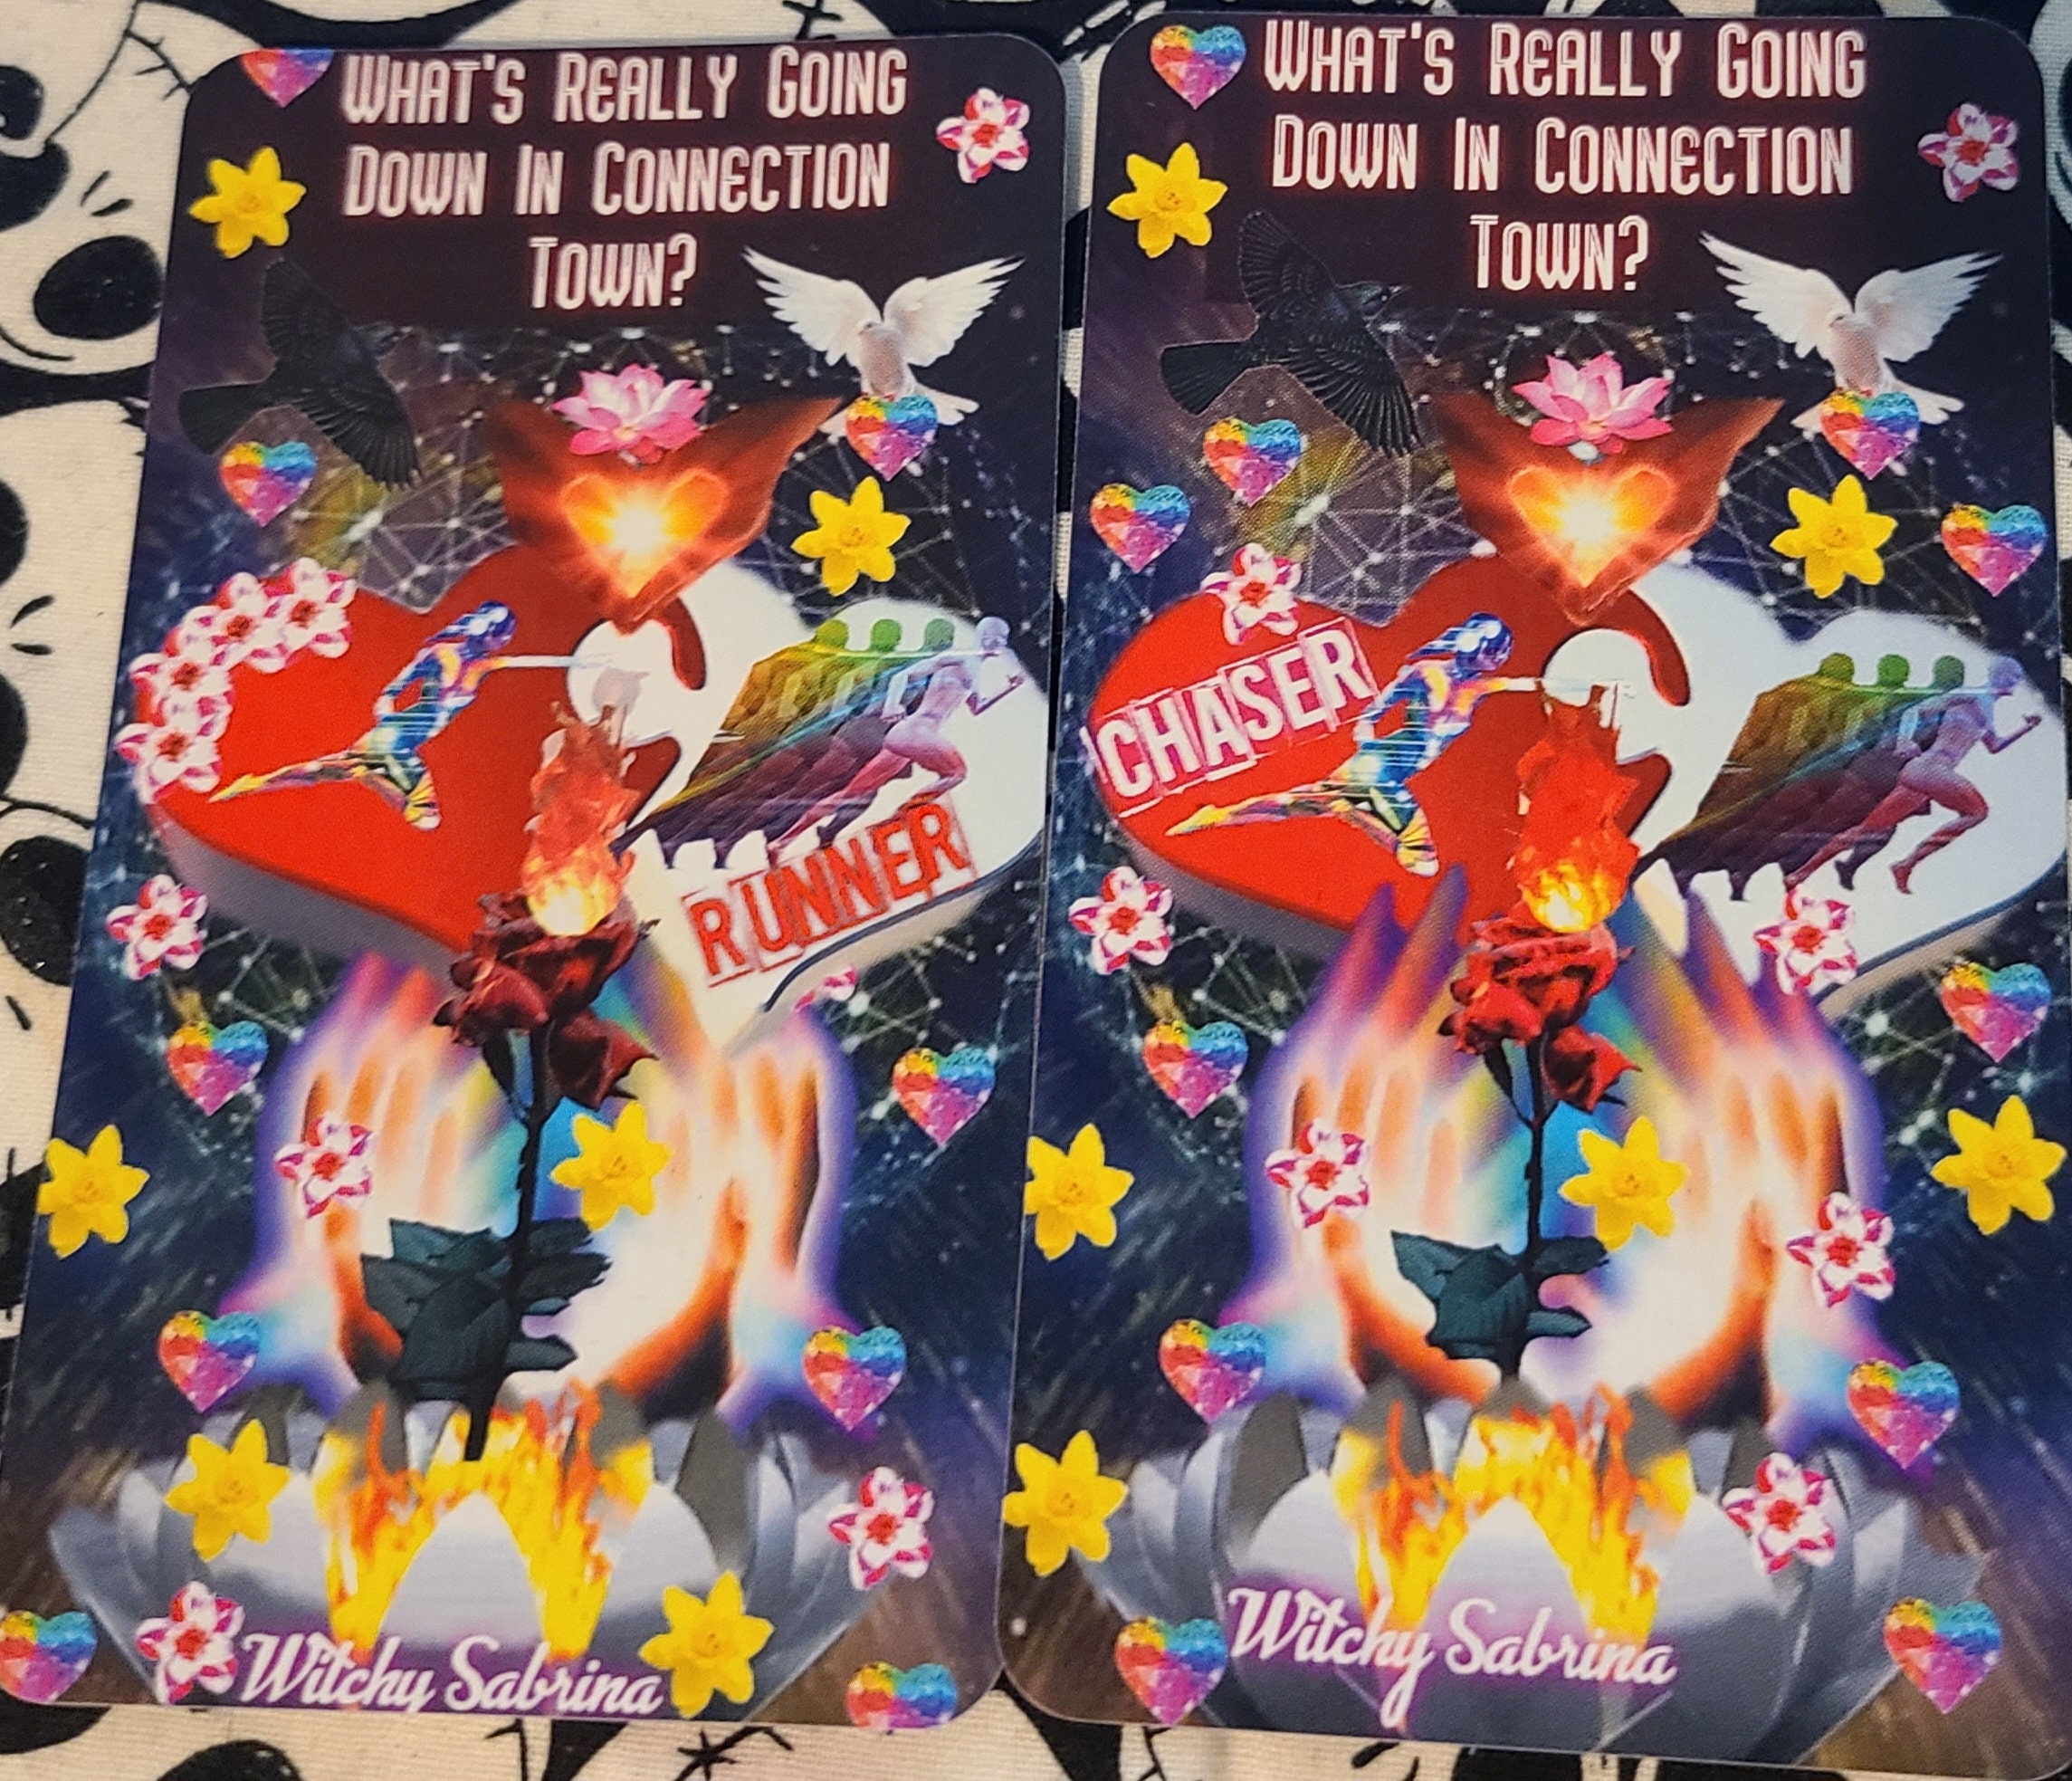 What's Really Going
Down In Connection
Town?
RUNNER
Witchy Sabrina
What's Really Going
Down In Connection
Town?
CHASER
Witchy Sabrina